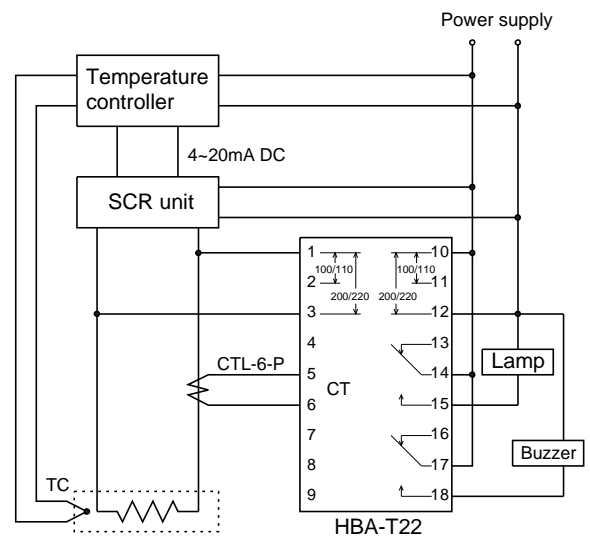 Power supply
Temperature
controller
4~20mA DC
SCR unit
1
10
100/110
100/110
2
11
200/220
200/220
3
12
4
13
CTL-6-P
5
14
Lamp
CT
6
15
7
16
8
17
Buzzer
9
18
TC
HBA-T22